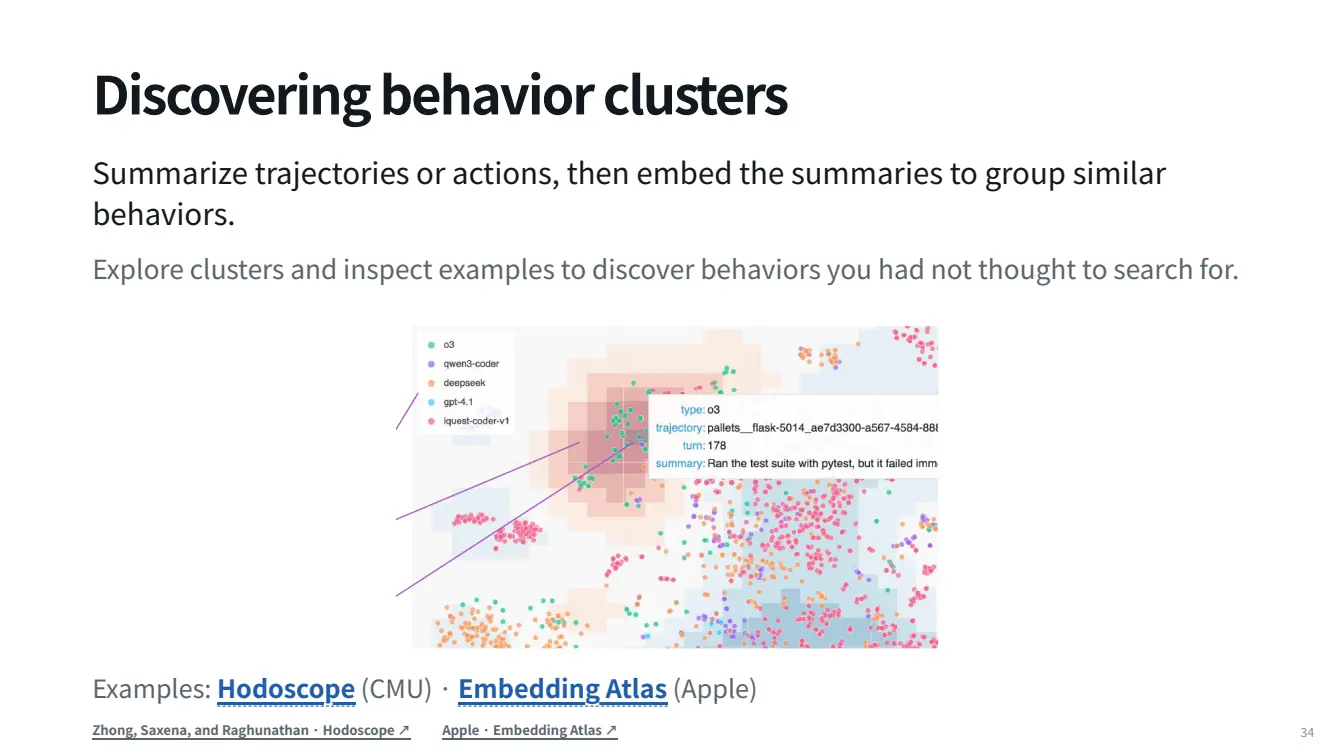 Discovering behavior clusters
Summarize trajectories or actions, then embed the summaries to group similar
behaviors.
Explore clusters and inspect examples to discover behaviors you had not thought to search for.
o3
qwen3-coder
deepseek
gpt-4.1
iquest-coder-v1
type: o3
trajectory: pallets__flask-5014_ae7d3300-a567-4584-888
turn: 178
summary: Ran the test suite with pytest, but it failed imm
Examples: Hodoscope (CMU) · Embedding Atlas (Apple)
Zhong, Saxena, and Raghunathan · Hodoscope ↗ Apple · Embedding Atlas ↗
34